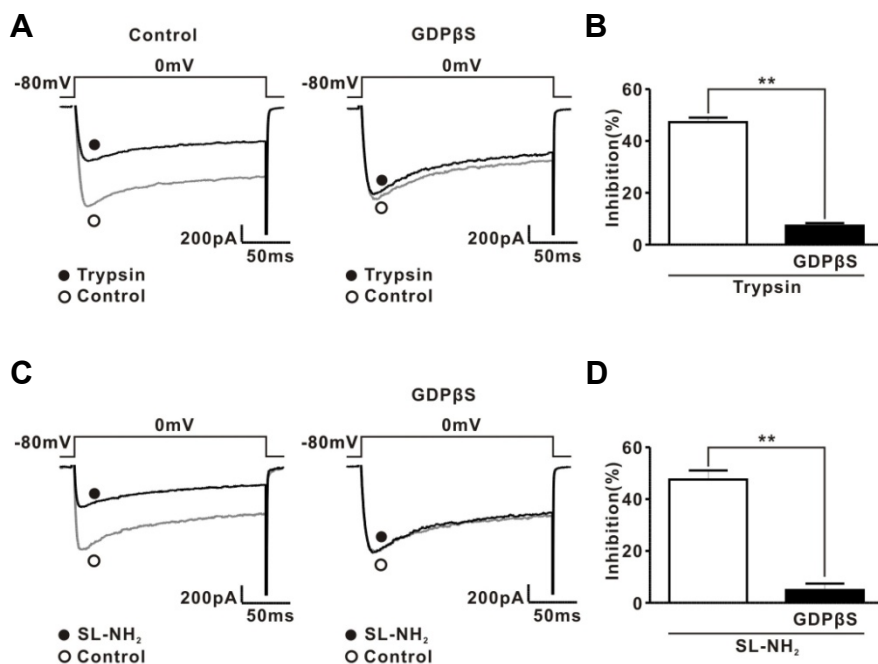 A
Control
GDPβS
B
-80mV
0mV
-80mV
0mV
200pA
50ms
200pA
50ms
● Trypsin
○ Control
● Trypsin
○ Control
Inhibition(%)
60
40
20
0
**
GDPβS
Trypsin
C
GDPβS
D
-80mV
0mV
-80mV
0mV
200pA
50ms
200pA
50ms
● SL-NH₂
○ Control
● SL-NH₂
○ Control
Inhibition(%)
60
40
20
0
**
GDPβS
SL-NH₂